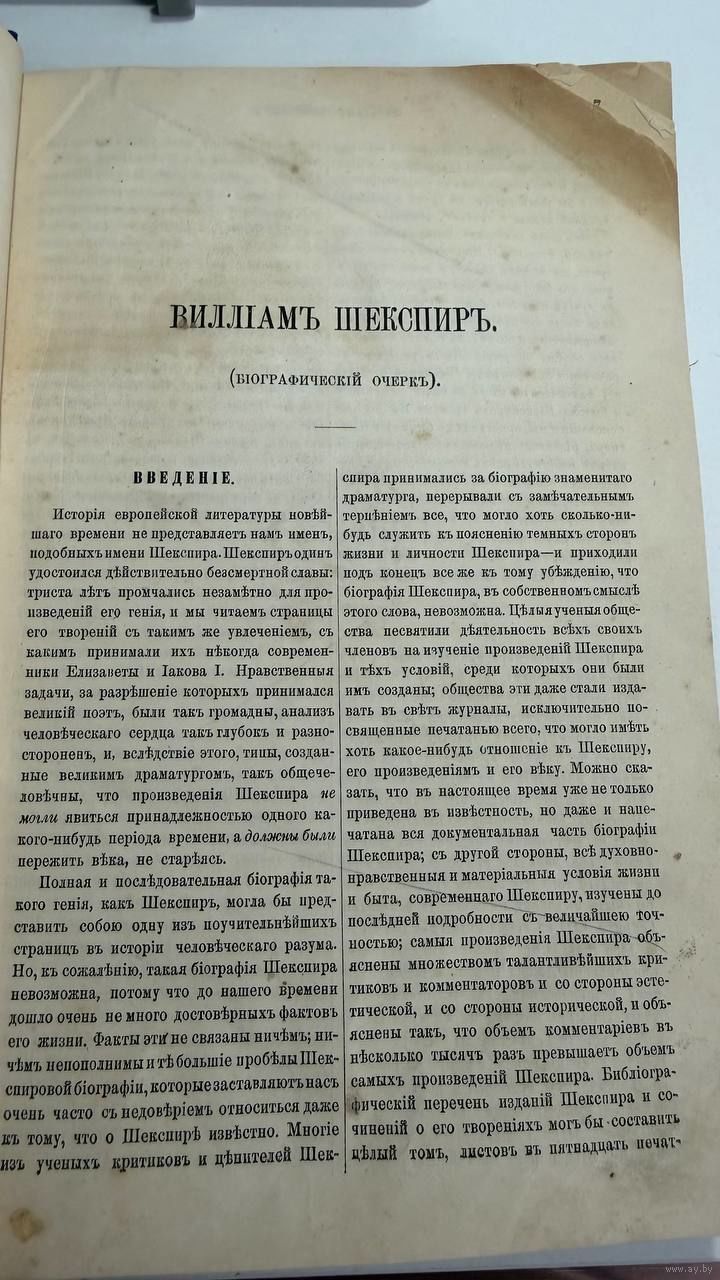 ВИЛЛІАМЪ ШЕКСПИРЪ.
(БІОГРАФИЧЕСКІЙ ОЧЕРКЪ).
ВВЕДЕНІЕ.
Исторія европейской литературы новѣй-
шаго времени не представляетъ намъ именъ,
подобныхъ имени Шекспира. Шекспиръ одинъ
удостоился дѣйствительно безсмертной славы:
триста лѣтъ промчались незамѣтно для про-
изведеній его генія, и мы читаемъ страницы
его твореній съ такимъ же увлеченіемъ, съ
какимъ принимали ихъ нѣкогда современ-
ники Елизаветы и Іакова I. Нравственныя
задачи, за разрѣшеніе которыхъ принимался
великій поэтъ, были такъ громадны, анализъ
человѣческаго сердца такъ глубокъ и разно-
стороненъ, и, вслѣдствіе этого, типы, создан-
ные великимъ драматургомъ, такъ общече-
ловѣчны, что произведенія Шекспира не
могли явиться принадлежностью одного ка-
кого-нибудь періода времени, а должны были
пережить вѣка, не старѣясь.
Полная и послѣдовательная біографія та-
кого генія, какъ Шекспиръ, могла бы пред-
ставить собою одну изъ поучительнѣйшихъ
страницъ въ исторіи человѣческаго разума.
Но, къ сожалѣнію, такая біографія Шекспира
невозможна, потому что до нашего времени
дошло очень не много достовѣрныхъ фактовъ
его жизни. Факты эти не связаны ничѣмъ; ни-
чѣмъ непополнимы и тѣ большіе пробѣлы Шек-
спировой біографіи, которые заставляютъ насъ
очень часто съ недовѣріемъ относиться даже
къ тому, что о Шекспирѣ извѣстно. Многіе
изъ ученыхъ критиковъ и цѣнителей Шек-
спира принимались за біографію знаменитаго
драматурга, перерывали съ замѣчательнымъ
терпѣніемъ все, что могло хоть сколько-ни-
будь служить къ поясненію темныхъ сторонъ
жизни и личности Шекспира—и приходили
подъ конецъ все же къ тому убѣжденію, что
біографія Шекспира, въ собственномъ смыслѣ
этого слова, невозможна. Цѣлыя ученыя обще-
ства песвятили дѣятельность всѣхъ своихъ
членовъ на изученіе произведеній Шекспира
и тѣхъ условій, среди которыхъ они были
имъ созданы; общества эти даже стали изда-
вать въ свѣтъ журналы, исключительно по-
священные печатанью всего, что могло имѣть
хоть какое-нибудь отношеніе къ Шекспиру,
его произведеніямъ и его вѣку. Можно ска-
зать, что въ настоящее время уже не только
приведена въ извѣстность, но даже и напе-
чатана вся документальная часть біографіи
Шекспира; съ другой стороны, всѣ духовно-
нравственныя и матеріальныя условія жизни
и быта, современнаго Шекспиру, изучены до
послѣдней подробности съ величайшею точ-
ностью; самыя произведенія Шекспира объ-
яснены множествомъ талантливѣйшихъ кри-
тиковъ и комментаторовъ и со стороны эсте-
тической, и со стороны исторической, и объ-
яснены такъ, что объемъ комментаріевъ въ
нѣсколько тысячъ разъ превышаетъ объемъ
самыхъ произведеній Шекспира. Библіогра-
фическій перечень изданій Шекспира и со-
чиненій о его твореніяхъ могъ бы составить
цѣлый томъ, листовъ въ пятнадцать печат-
www.ay.by